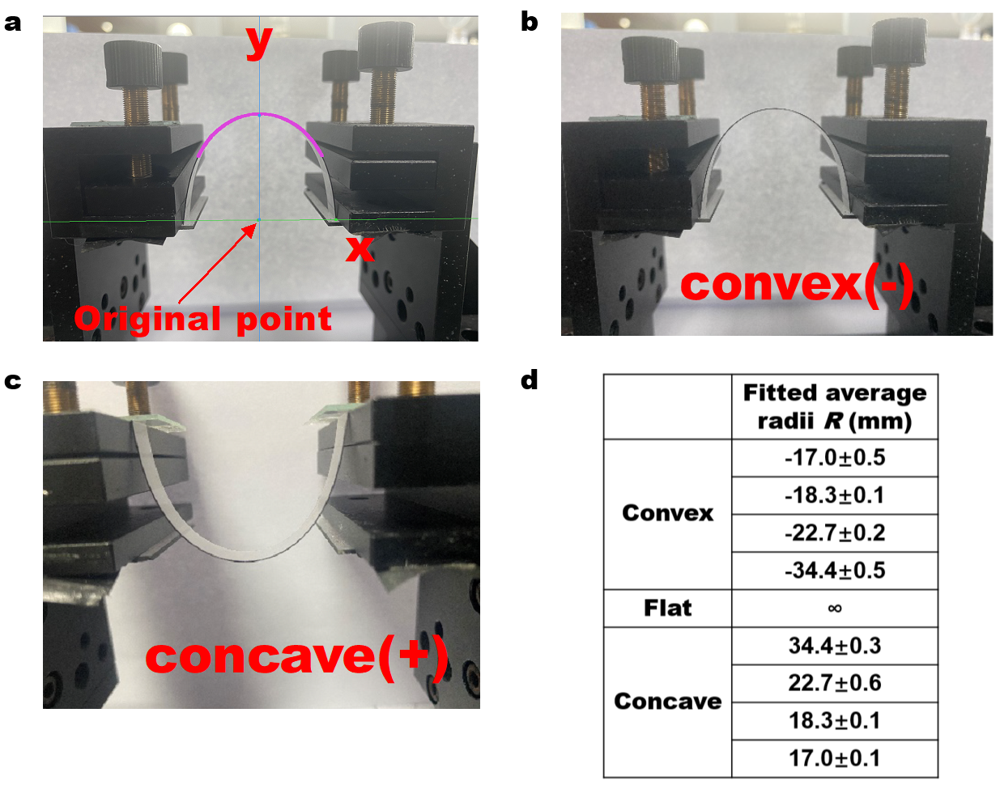 a
y
x
Original point
b
convex(-)
c
concave(+)
d
Fitted average
radii R (mm)
Convex
-17.0±0.5
-18.3±0.1
-22.7±0.2
-34.4±0.5
Flat
∞
Concave
34.4±0.3
22.7±0.6
18.3±0.1
17.0±0.1